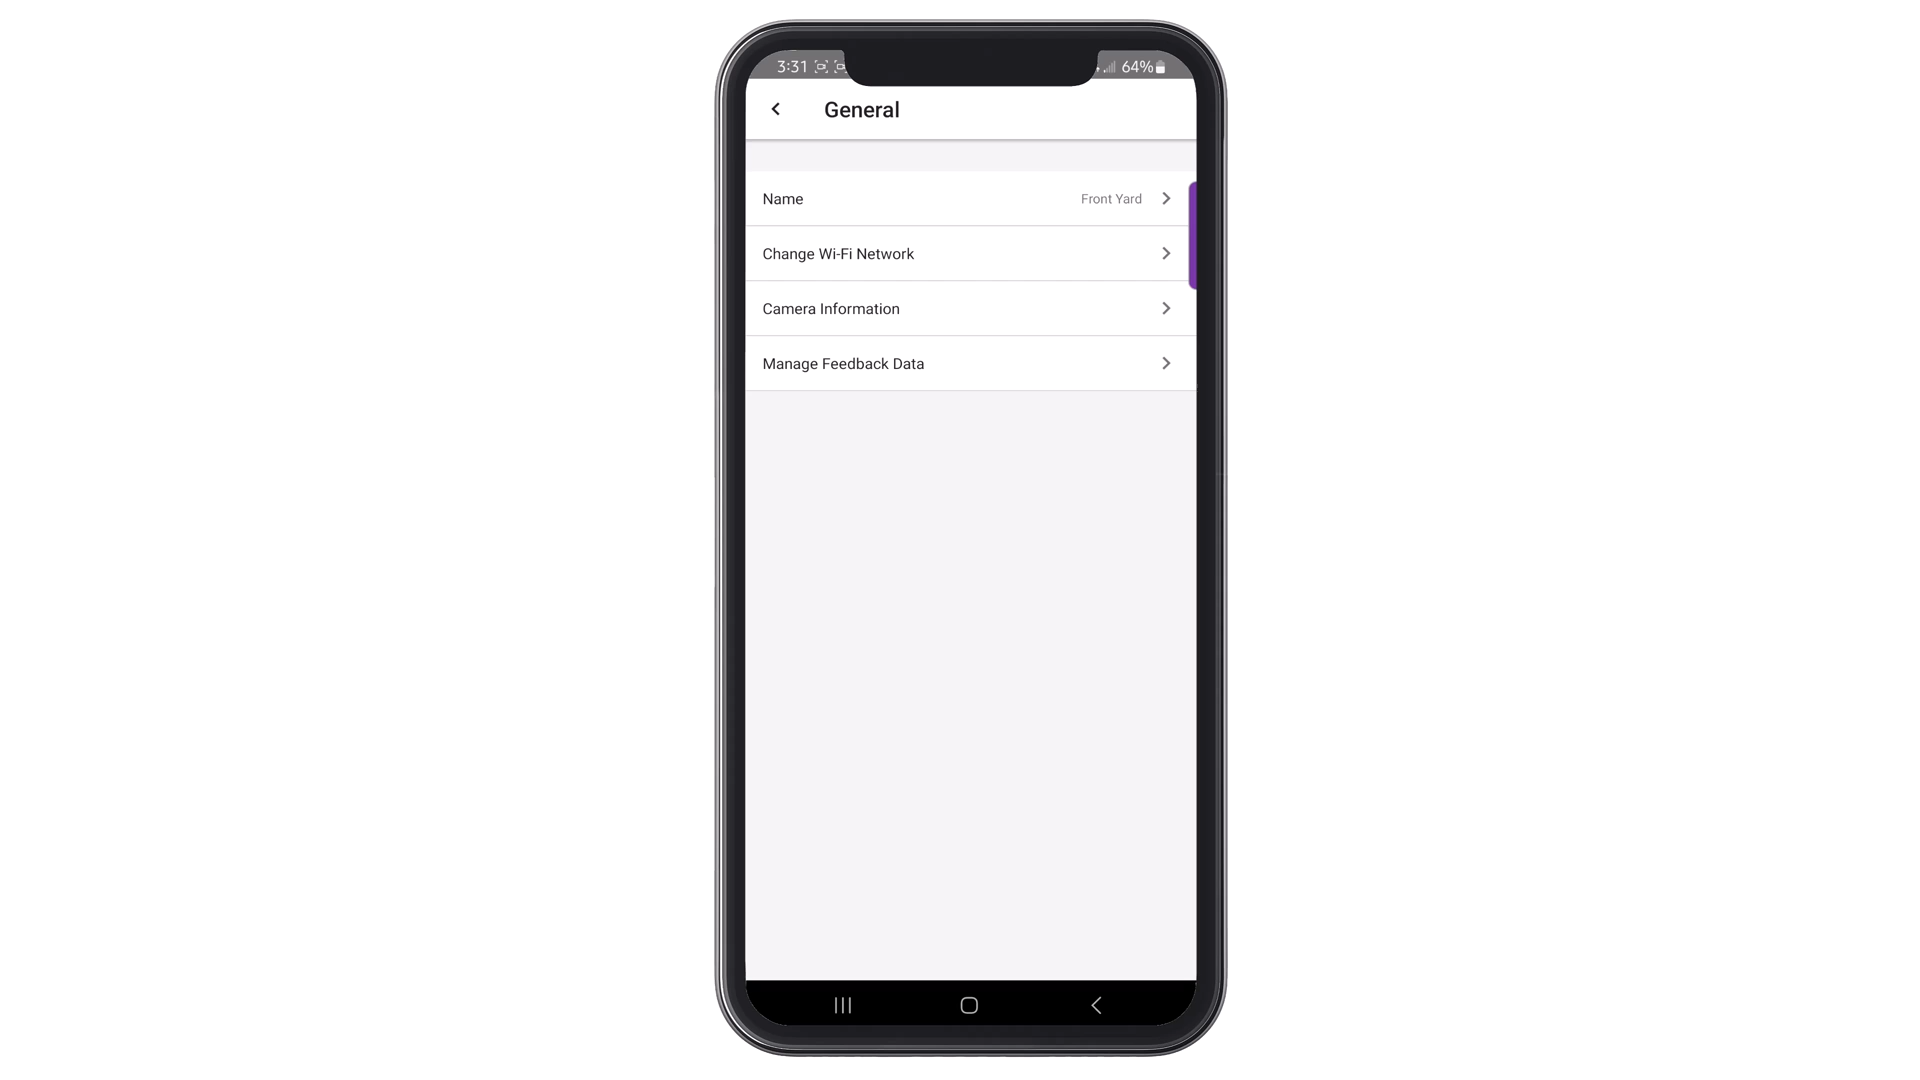 3:31 64%
General
Name Front Yard
Change Wi-Fi Network
Camera Information
Manage Feedback Data